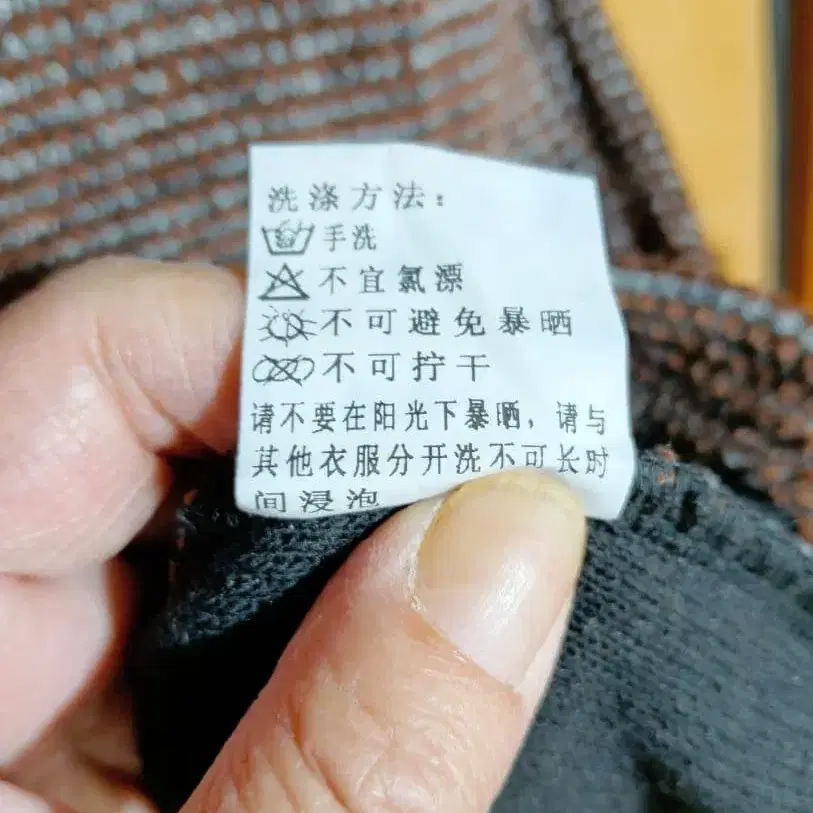 洗涤方法：
手洗
不宜氯漂
不可避免暴晒
不可拧干
请不要在阳光下暴晒，请与
其他衣服分开洗不可长时
间浸泡